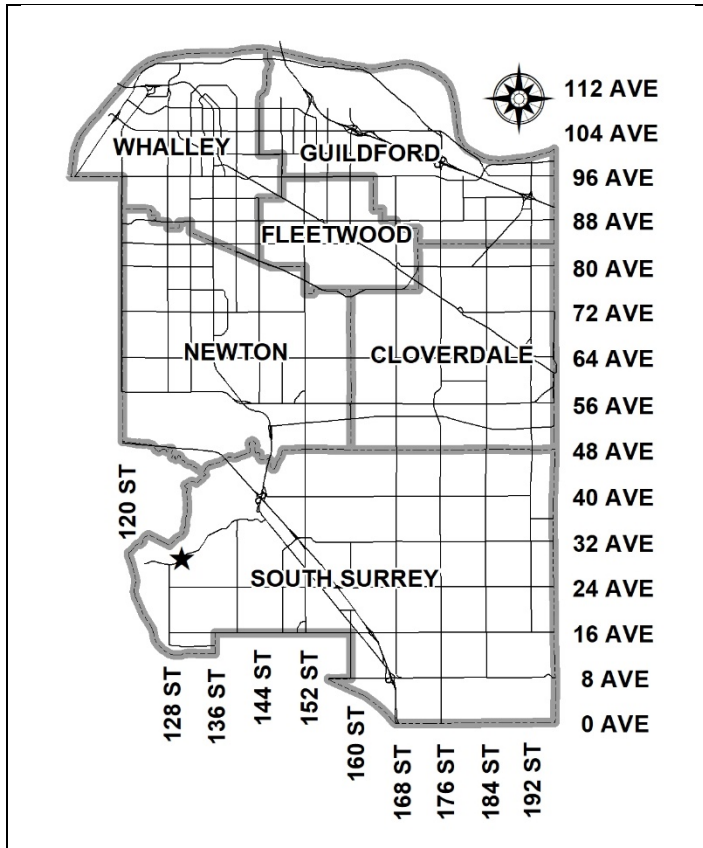 112 AVE
104 AVE
WHALLEY
GUILDFORD
96 AVE
88 AVE
FLEETWOOD
80 AVE
72 AVE
NEWTON
CLOVERDALE
64 AVE
56 AVE
48 AVE
120 ST
40 AVE
32 AVE
SOUTH SURREY
24 AVE
16 AVE
8 AVE
0 AVE
128 ST
136 ST
144 ST
152 ST
160 ST
168 ST
176 ST
184 ST
192 ST